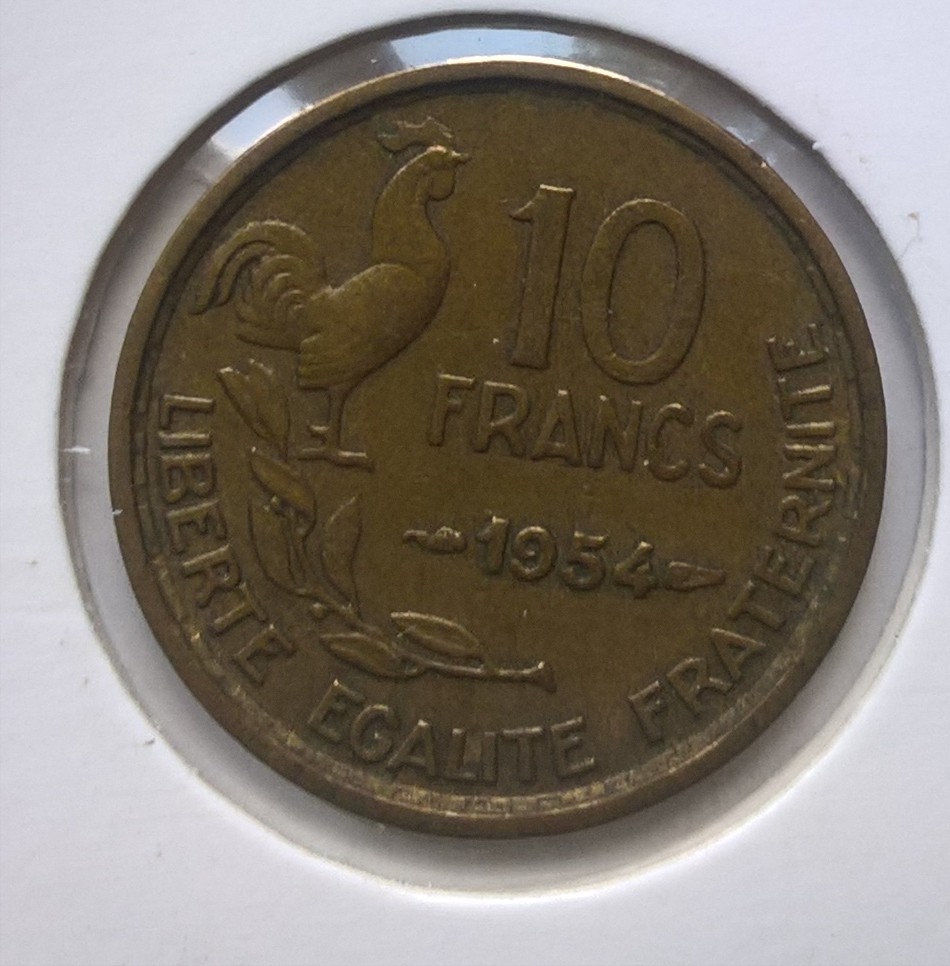 10
FRANCS
1954
LIBERTE EGALITE FRATERNITE